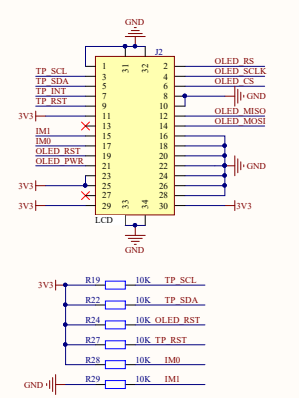 GND
J2
31 32
1 2 OLED_RS
TP_SCL 3 4 OLED_SCLK
TP_SDA 5 6 OLED_CS
TP_INT 7 8 GND
TP_RST 9 10
3V3 11 12 OLED_MISO
13 14 OLED_MOSI
IM1 15 16
IM0 17 18
OLED_RST 19 20
OLED_PWR 21 22 GND
23 24
3V3 25 26
27 28
3V3 29 30 3V3
33 34
LCD
GND
3V3 R19 10K TP_SCL
R22 10K TP_SDA
R24 10K OLED_RST
R27 10K TP_RST
R28 10K IM0
GND R29 10K IM1